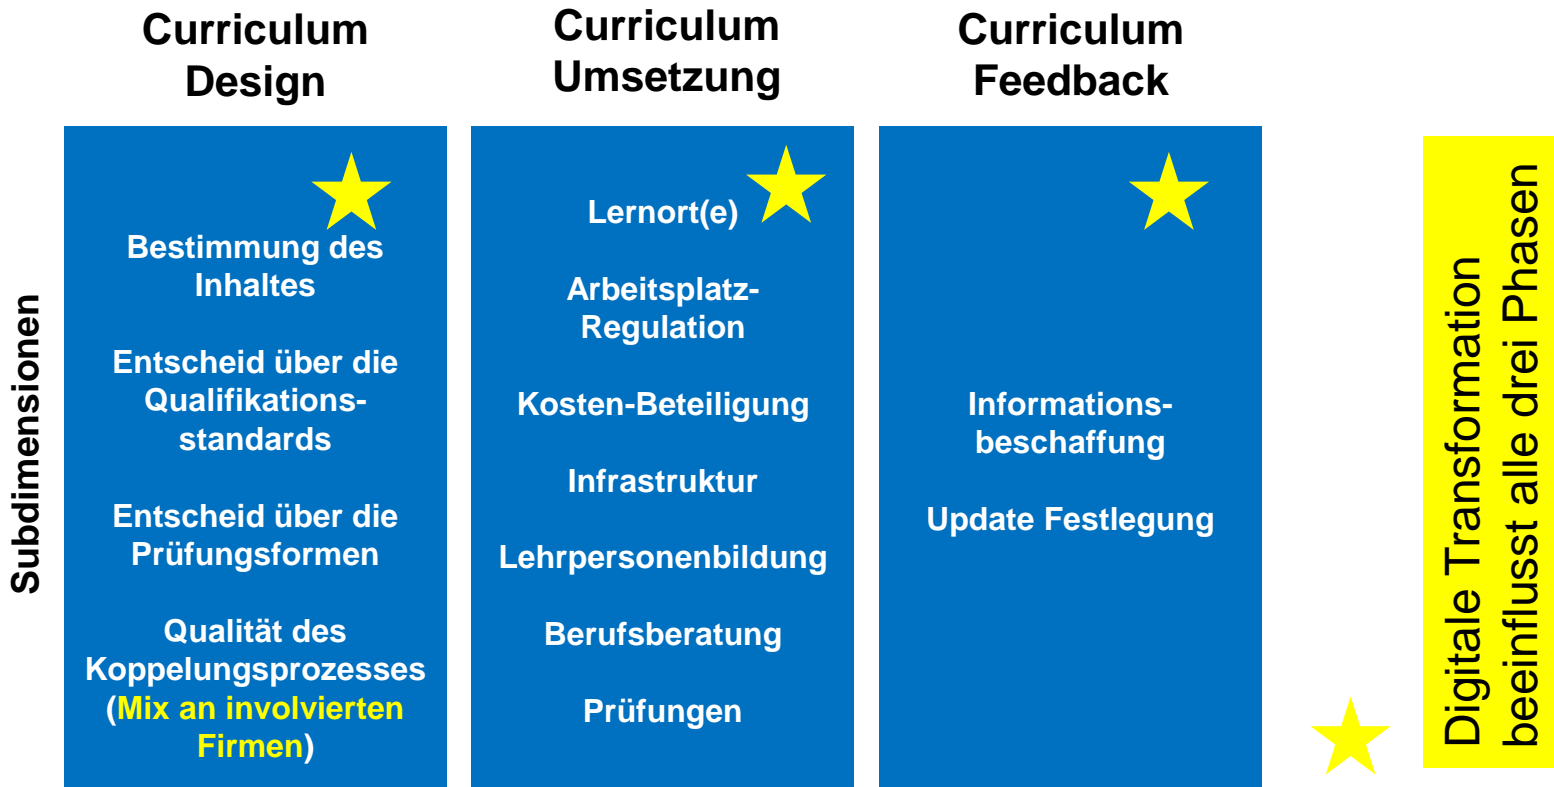 Curriculum
Design
Curriculum
Umsetzung
Curriculum
Feedback
Subdimensionen
Bestimmung des
Inhaltes
Entscheid über die
Qualifikations-
standards
Entscheid über die
Prüfungsformen
Qualität des
Koppelungsprozesses
(Mix an involvierten
Firmen)
Lernort(e)
Arbeitsplatz-
Regulation
Kosten-Beteiligung
Infrastruktur
Lehrpersonenbildung
Berufsberatung
Prüfungen
Informations-
beschaffung
Update Festlegung
Digitale Transformation
beeinflusst alle drei Phasen